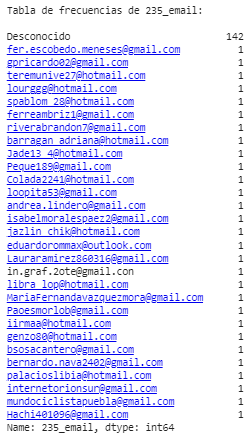 Tabla de frecuencias de 235_email:
Desconocido 142
fer.escobedo.meneses@gmail.com 1
gpricardo02@gmail.com 1
teremunive27@hotmail.com 1
lourggg@hotmail.com 1
spablom_28@hotmail.com 1
ferreambriz1@gmail.com 1
riverabrandon7@gmail.com 1
barragan_adriana@hotmail.com 1
Jade13_4@hotmail.com 1
Peque189@gmail.com 1
Colada2241@hotmail.com 1
loopita53@gmail.com 1
andrea.lindero@gmail.com 1
isabelmoralespaez2@gmail.com 1
jazlin_chik@hotmail.com 1
eduardorommax@outlook.com 1
Lauraramirez860316@gmail.com 1
in.graf.2ote@gmail.con 1
libra_lop@hotmail.com 1
MariaFernandavazquezmora@gmail.com 1
Paoesmorlob@gmail.com 1
iirmaa@hotmail.com 1
genzo80@hotmail.com 1
bsosacantero@gmail.com 1
bernardo.nava2402@gmail.com 1
palacioslibia@hotmail.com 1
internetorionsur@gmail.com 1
mundociclistapuebla@gmail.com 1
Hachi401096@gmail.com 1
Name: 235_email, dtype: int64